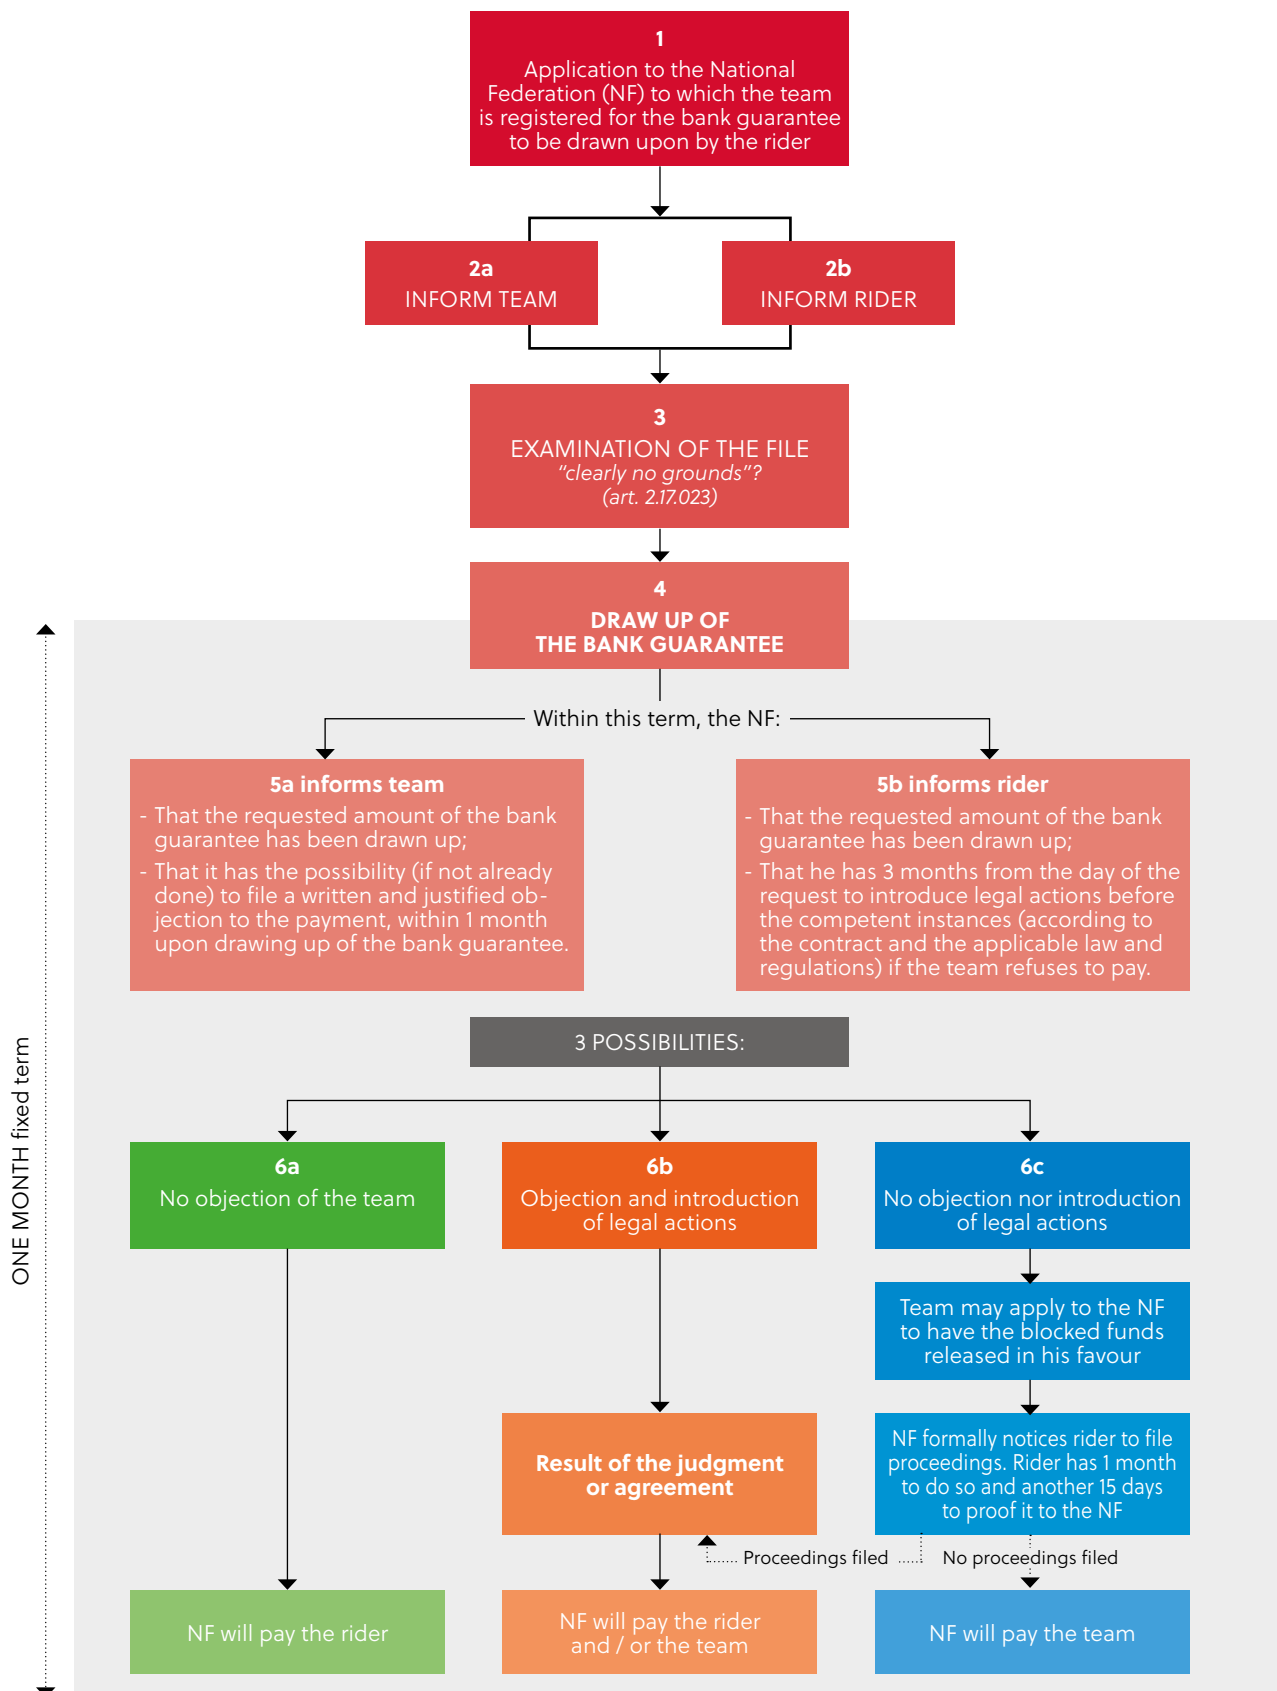 1
Application to the National
Federation (NF) to which the team
is registered for the bank guarantee
to be drawn upon by the rider
2a
INFORM TEAM
2b
INFORM RIDER
3
EXAMINATION OF THE FILE
“clearly no grounds”?
(art. 2.17.023)
4
DRAW UP OF
THE BANK GUARANTEE
Within this term, the NF:
5a informs team
- That the requested amount of the bank
guarantee has been drawn up;
- That it has the possibility (if not already
done) to file a written and justified ob-
jection to the payment, within 1 month
upon drawing up of the bank guarantee.
5b informs rider
- That the requested amount of the bank
guarantee has been drawn up;
- That he has 3 months from the day of the
request to introduce legal actions before
the competent instances (according to
the contract and the applicable law and
regulations) if the team refuses to pay.
ONE MONTH fixed term
3 POSSIBILITIES:
6a
No objection of the team
6b
Objection and introduction
of legal actions
6c
No objection nor introduction
of legal actions
Team may apply to the NF
to have the blocked funds
released in his favour
Result of the judgment
or agreement
NF formally notices rider to file
proceedings. Rider has 1 month
to do so and another 15 days
to proof it to the NF
Proceedings filed
No proceedings filed
NF will pay the rider
NF will pay the rider
and / or the team
NF will pay the team